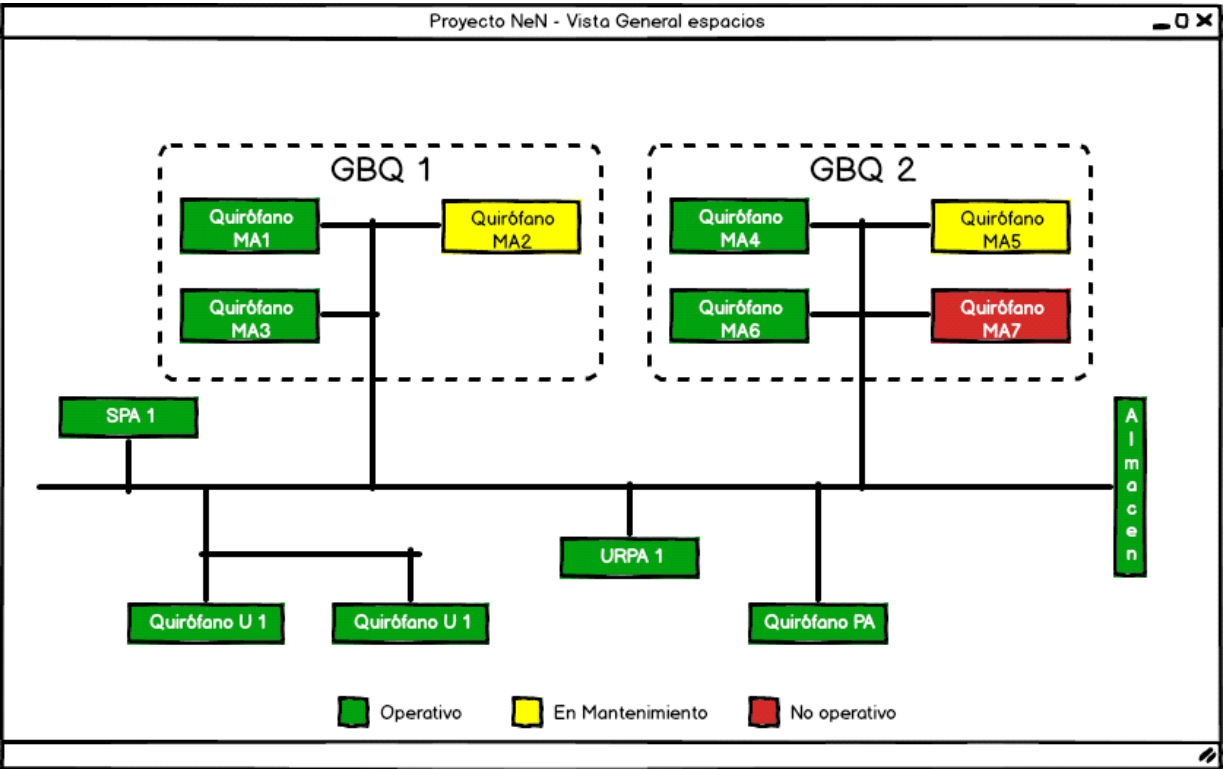 Proyecto NeN - Vista General espacios
GBQ 1
GBQ 2
Quirófano
MA1
Quirófano
MA2
Quirófano
MA4
Quirófano
MA5
Quirófano
MA3
Quirófano
MA6
Quirófano
MA7
SPA 1
Almacen
URPA 1
Quirófano U 1
Quirófano U 1
Quirófano PA
Operativo
En Mantenimiento
No operativo